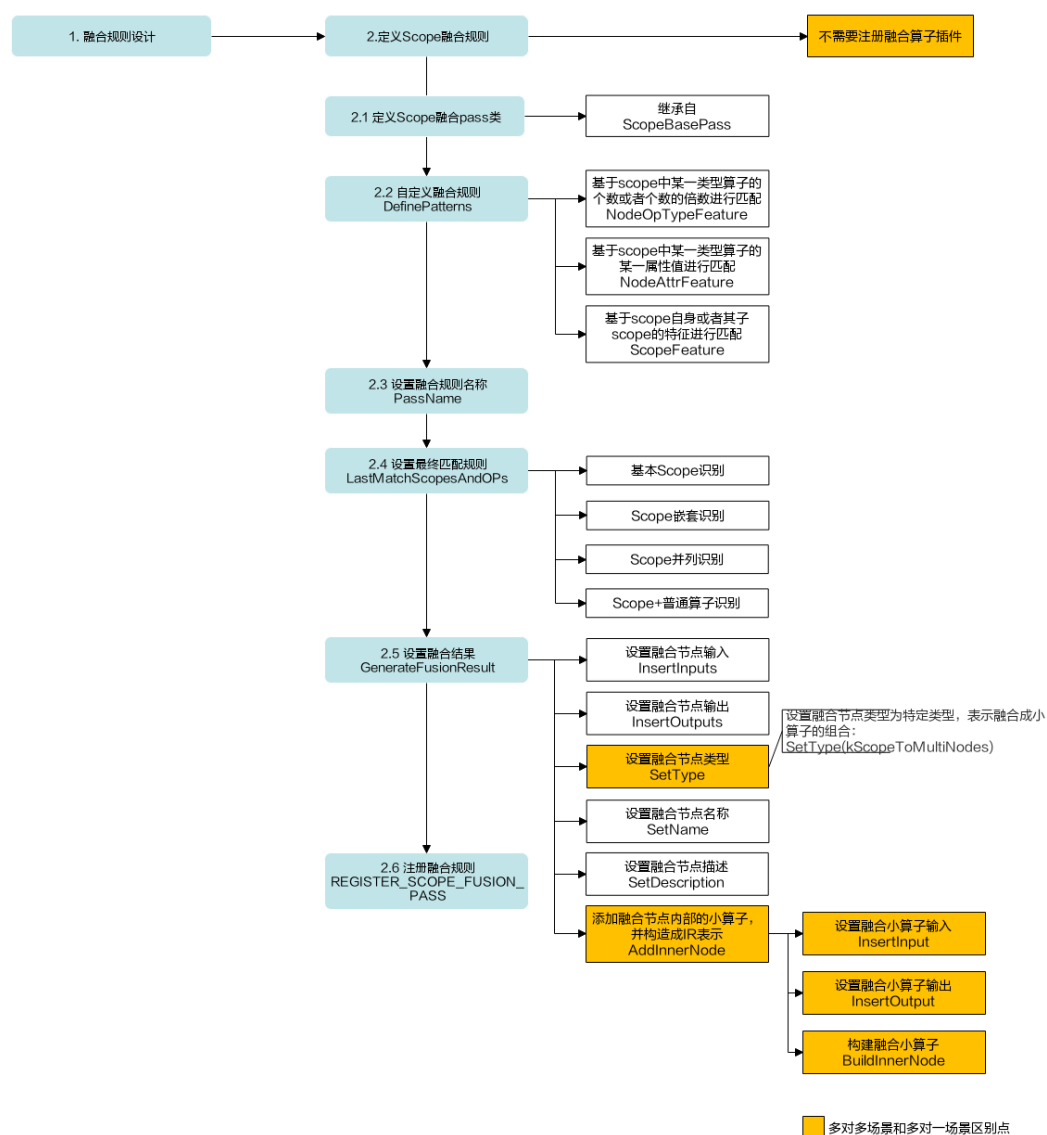 1. 融合规则设计
2.定义Scope融合规则
不需要注册融合算子插件
2.1 定义Scope融合pass类
继承自
ScopeBasePass
2.2 自定义融合规则
DefinePatterns
基于scope中某一类型算子的
个数或者个数的倍数进行匹配
NodeOpTypeFeature
基于scope中某一类型算子的
某一属性值进行匹配
NodeAttrFeature
基于scope自身或者其子
scope的特征进行匹配
ScopeFeature
2.3 设置融合规则名称
PassName
2.4 设置最终匹配规则
LastMatchScopesAndOPs
基本Scope识别
Scope嵌套识别
Scope并列识别
Scope+普通算子识别
2.5 设置融合结果
GenerateFusionResult
设置融合节点输入
InsertInputs
设置融合节点输出
InsertOutputs
设置融合节点类型
SetType
设置融合节点类型为特定类型，表示融合成小
算子的组合：
SetType(kScopeToMultiNodes)
设置融合节点名称
SetName
2.6 注册融合规则
REGISTER_SCOPE_FUSION_
PASS
设置融合节点描述
SetDescription
添加融合节点内部的小算子，
并构造成IR表示
AddInnerNode
设置融合小算子输入
InsertInput
设置融合小算子输出
InsertOutput
构建融合小算子
BuildInnerNode
多对多场景和多对一场景区别点